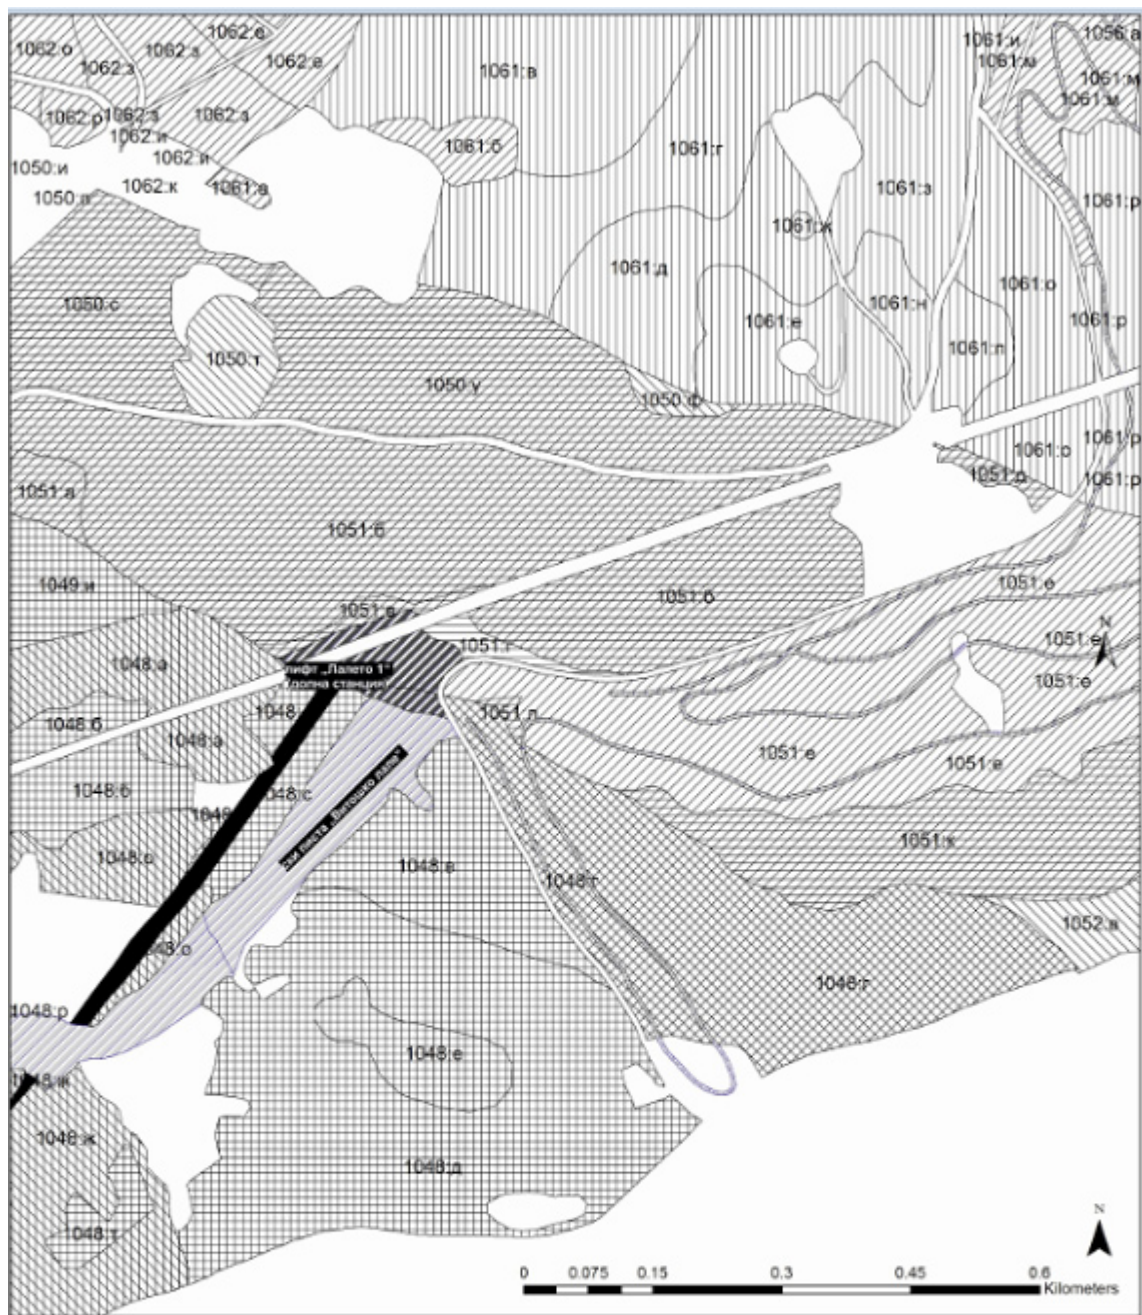 1062:е
1061:и
1056:а
1062:о
1062:з
1061:м
1062:з
1062:е
1061:в
1061:м
1061:м
1062:р
1062:з
1062:з
1062:и
1061:б
1061:г
1050:и
1062:и
1062:к
1061:а
1061:з
1050:л
1061:р
1061:ж
1061:д
1061:о
1050:с
1061:н
1061:е
1061:р
1050:т
1061:п
1050:у
1050:ф
1061:р
1061:о
1051:д
1061:р
1051:а
1051:б
1049:и
1051:е
1051:б
1051:в
N
1051:е
1051:г
1048:а
лифт „Лалето 1"
(долна станция)
1051:е
1048:б
1048
1051:л
1048:а
1051:е
1051:е
1048:б
1048:с
1048
ски писта „Витошко лале"
1051:к
1048:в
1048:г
1052:в
1048:р
1048:г
1048:е
1048:ж
1048:ж
1048:д
1048:т
N
0 0.075 0.15 0.3 0.45 0.6
Kilometers